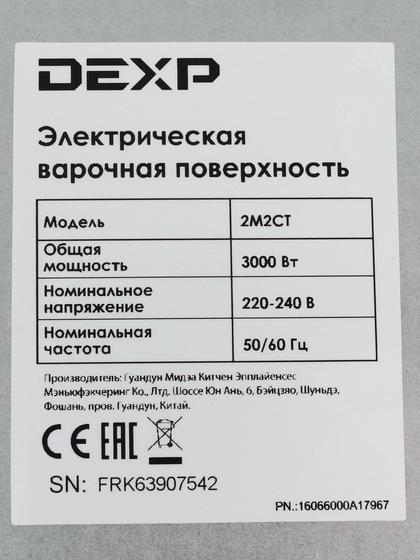 DEXP
Электрическая
варочная поверхность
Модель 2M2CT
Общая
мощность 3000 Вт
Номинальное
напряжение 220-240 В
Номинальная
частота 50/60 Гц
Производитель: Гуандун Мидэа Китчен Эпплайенсес
Мэньюфэкчеринг Ко., Лтд, Шоссе Юн Ань, 6, Бэйцзяо, Шуньдэ,
Фошань, пров. Гуандун, Китай.
CE EAC
SN: FRK63907542
PN.:16066000A17967